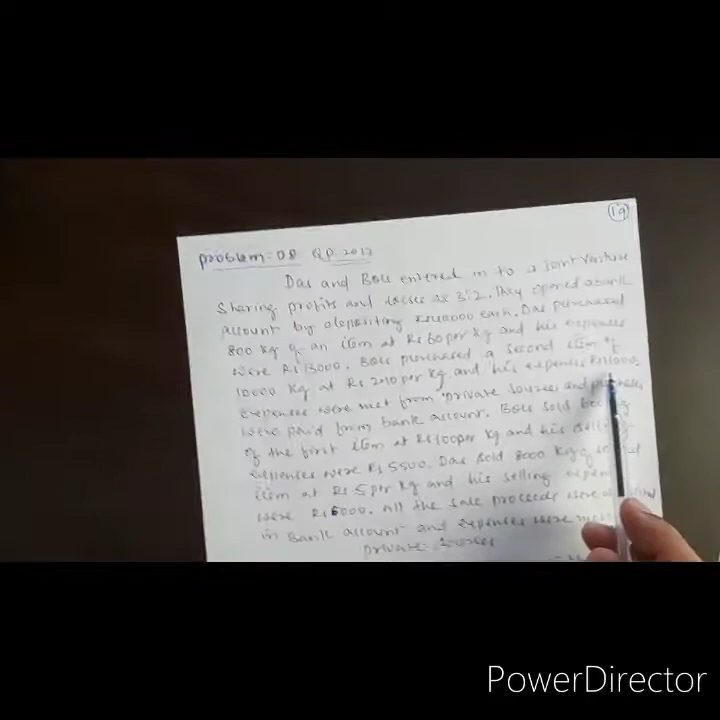 19
Problem: 08 QP 2017
Das and Bose entered in to a joint venture
Sharing profits and losses as 3:2. They opened a bank
account by depositing Rs 40000 each. Das purchased
800 kg of an item at Rs 60 per kg and his expenses
were Rs 13000. Bose purchased a second item of
10000 kg at Rs per kg and his expenses Rs 11000.
expenses were met from private sources and
were paid from bank account. Bose sold
of the first item at Rs 100 per kg and his
expenses were Rs 5500. Das sold 8000 kg of
item at Rs 5 per kg and his selling
were Rs 6000. All the sale proceeds were
in Bank account and expenses were
private sources
PowerDirector